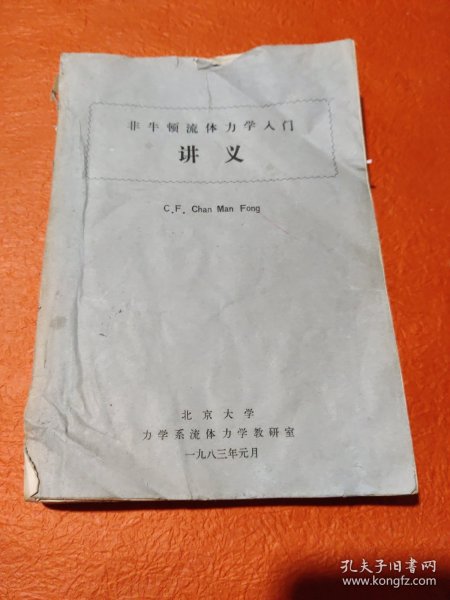 非牛顿流体力学入门
讲义
C.F. Chan Man Fong
北京大学
力学系流体力学教研室
一九八三年元月
孔夫子旧书网
www.kongfz.com